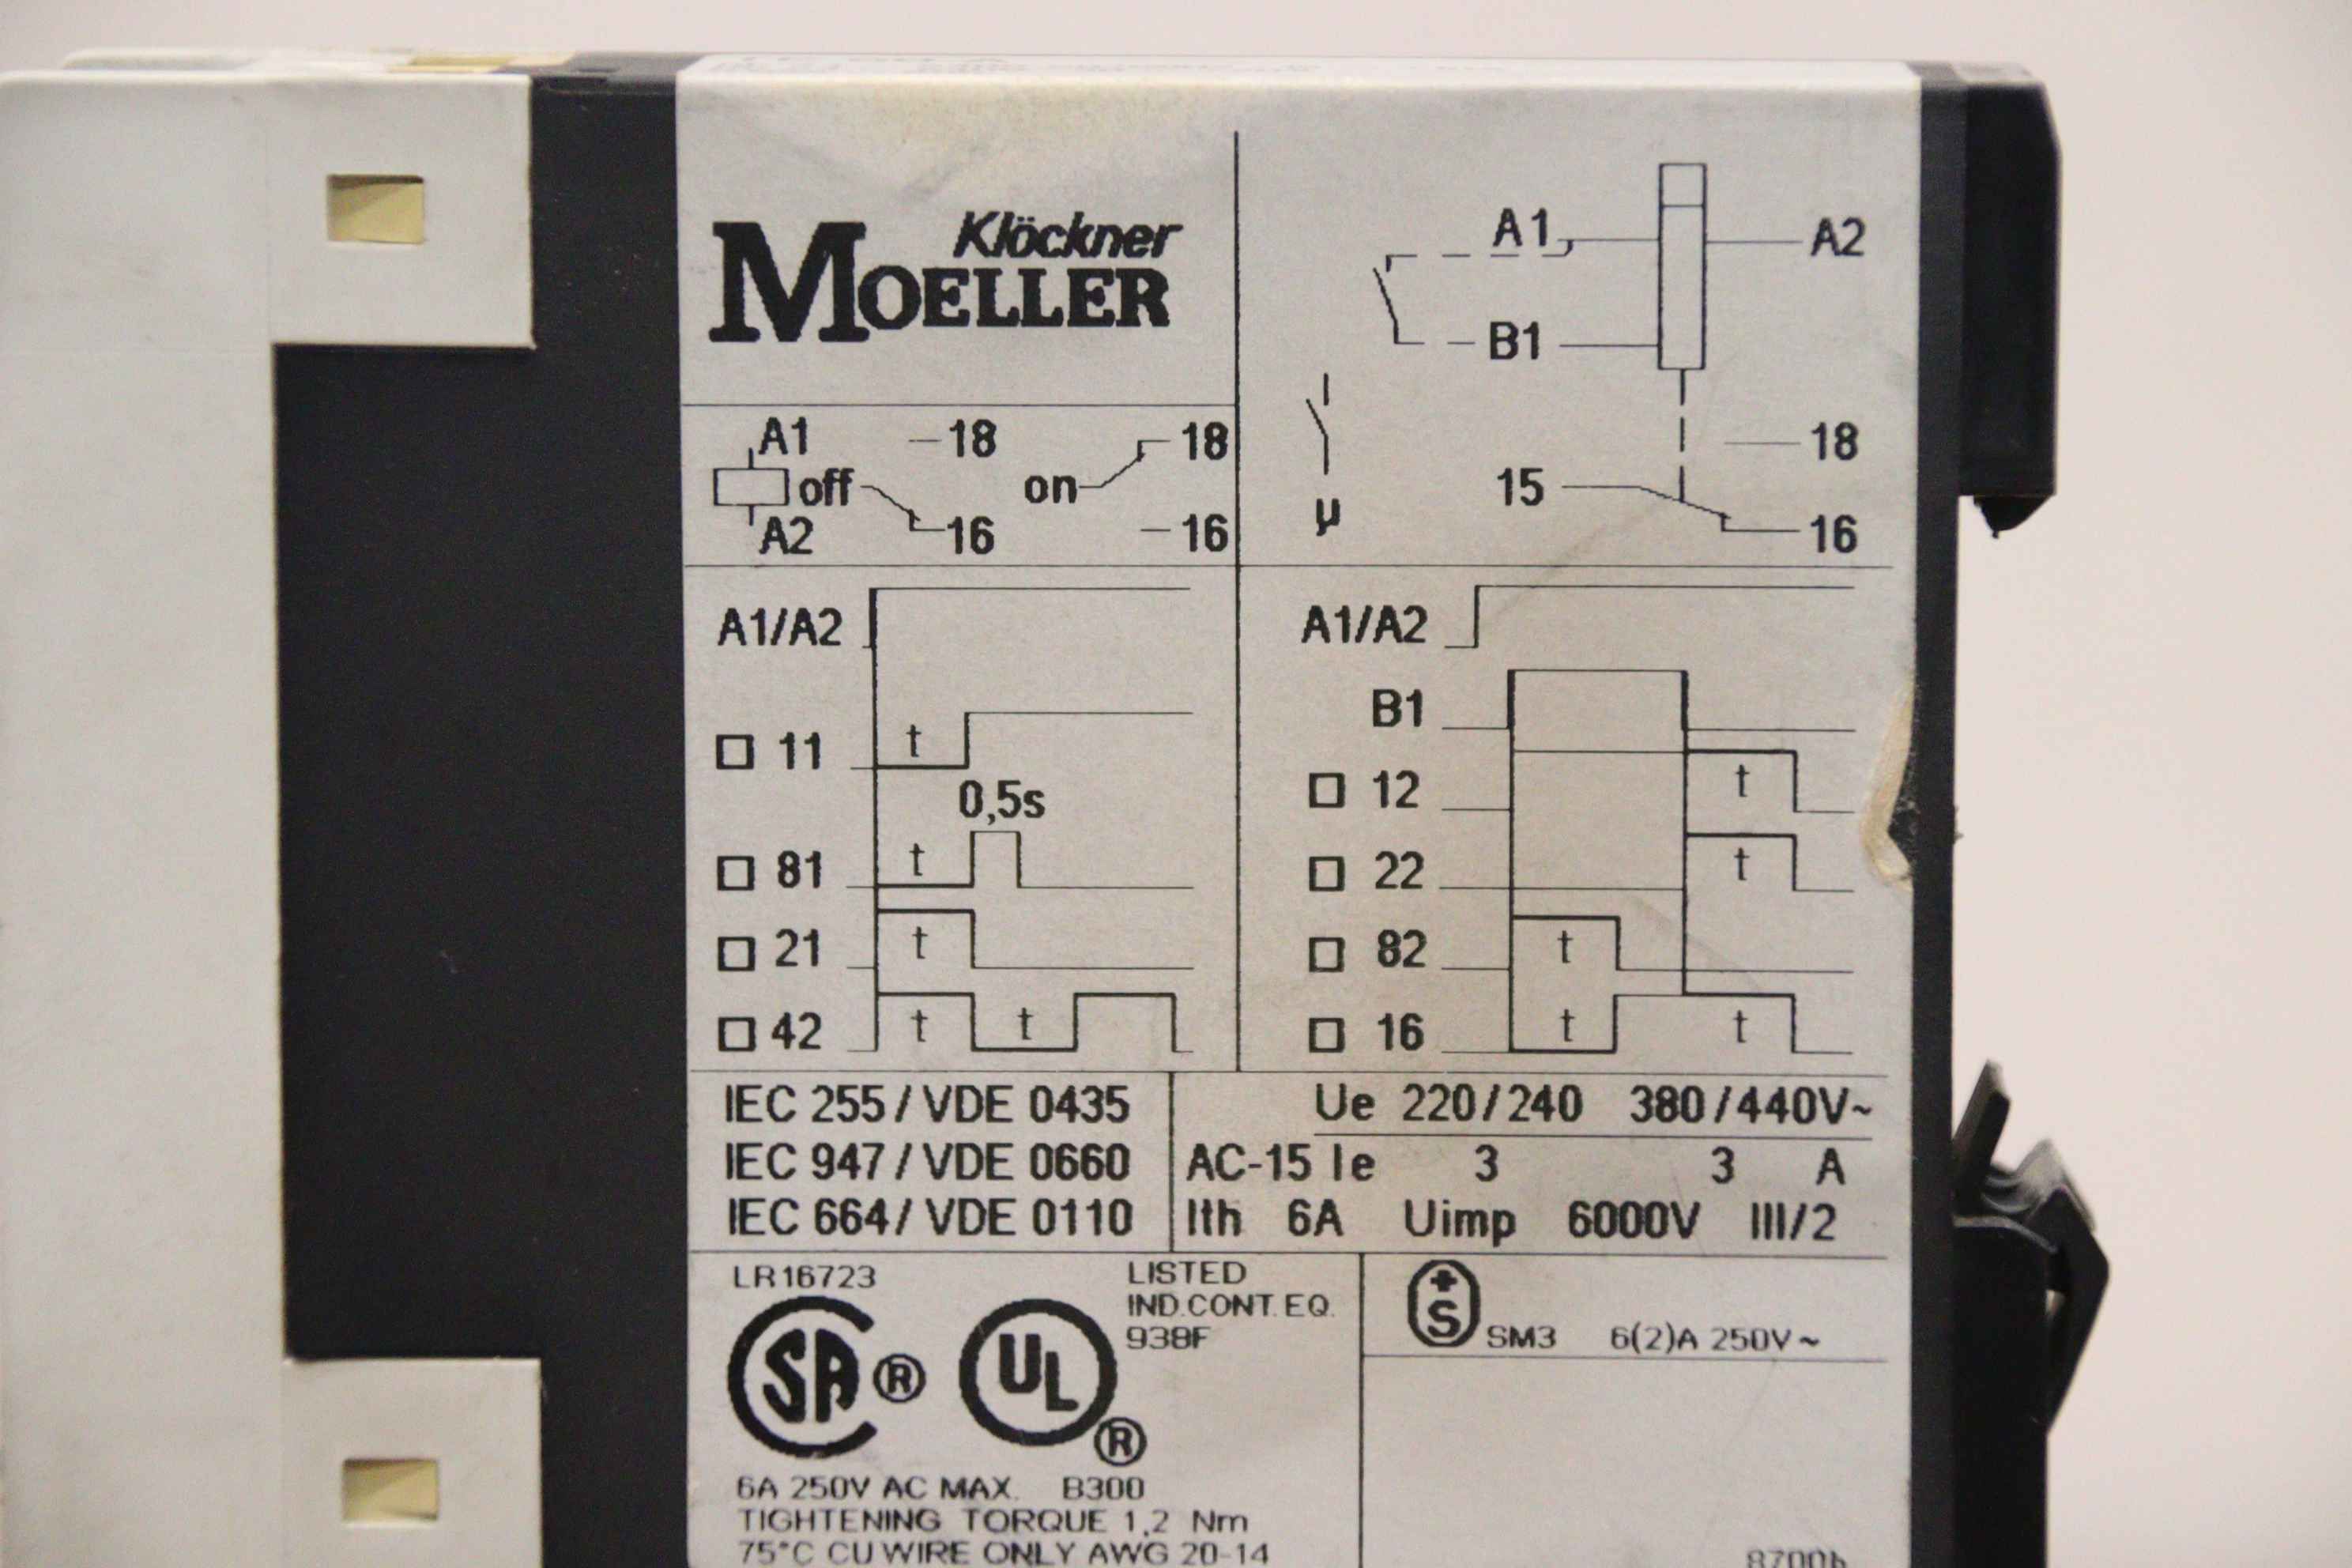 Klöckner
MOELLER
A1 A2
B1
A1 18 18 18
off on 15 µ
A2 16 16 16
A1/A2 A1/A2
B1
11 t
12 t
0,5s
81 t
22 t
21 t
82 t
42 t t
16 t t
IEC 255 / VDE 0435
IEC 947 / VDE 0660
IEC 664 / VDE 0110
Ue 220/240 380/440V~
AC-15 Ie 3 3 A
Ith 6A Uimp 6000V III/2
LR16723
SA ®
UL ®
LISTED
IND.CONT.EQ.
938F
+S SM3 6(2)A 250V~
6A 250V AC MAX. B300
TIGHTENING TORQUE 1,2 Nm
75°C CU WIRE ONLY AWG 20-14